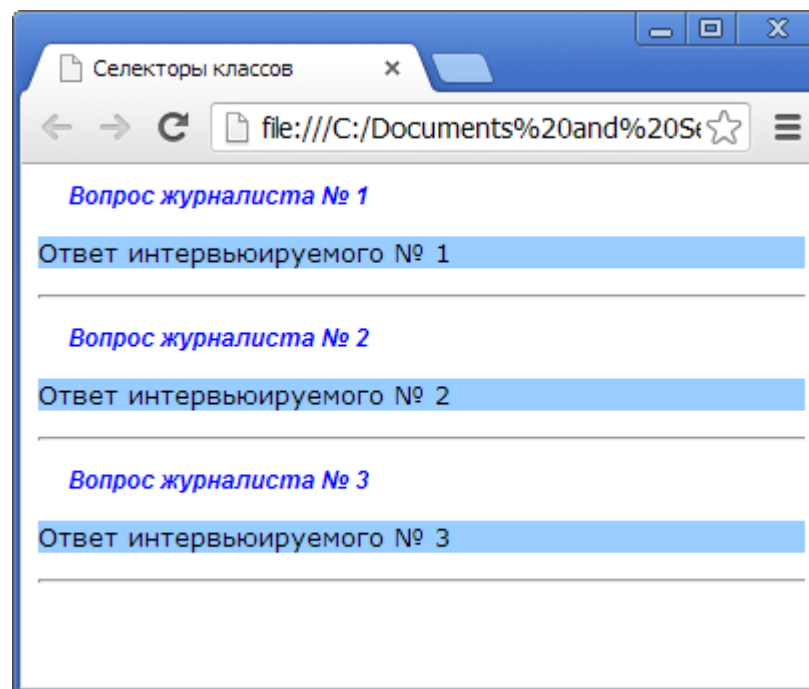 Селекторы классов
file:///C:/Documents%20and%20Se
Вопрос журналиста № 1
Ответ интервьюируемого № 1
Вопрос журналиста № 2
Ответ интервьюируемого № 2
Вопрос журналиста № 3
Ответ интервьюируемого № 3